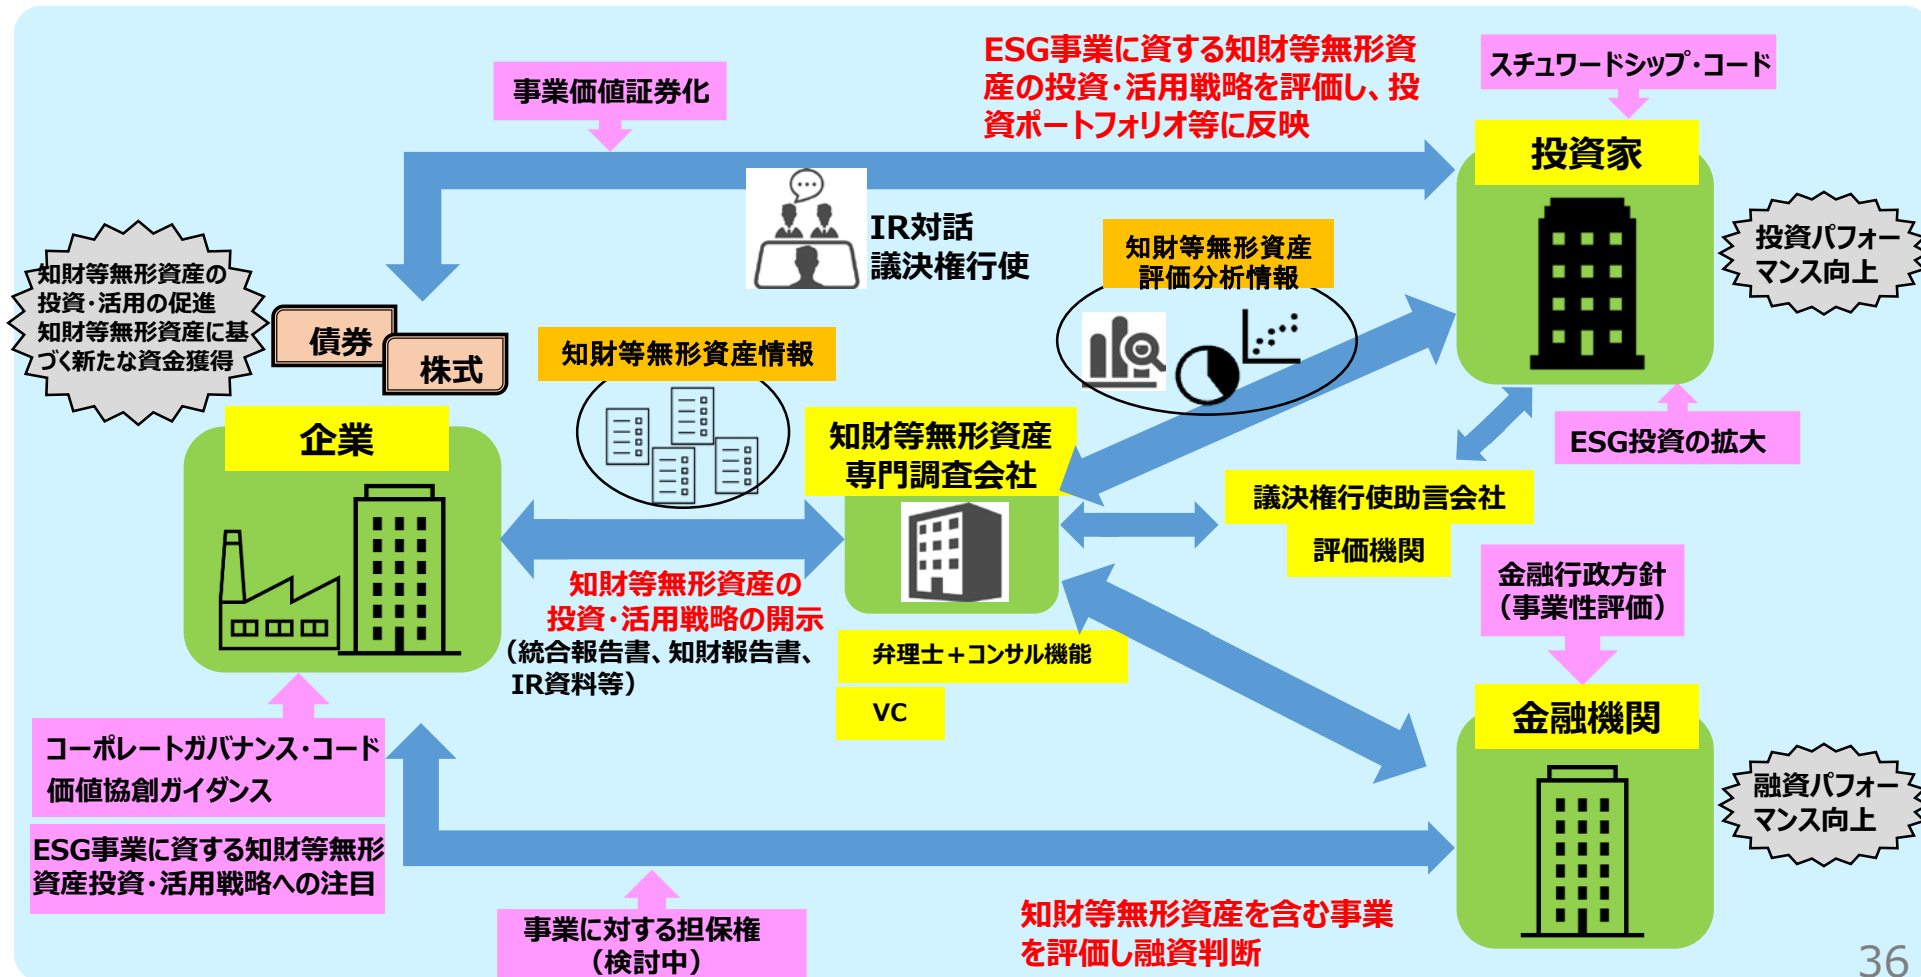 ESG事業に資する知財等無形資
産の投資・活用戦略を評価し、投
資ポートフォリオ等に反映
スチュワードシップ・コード
事業価値証券化
投資家
IR対話
議決権行使
知財等無形資産
評価分析情報
投資パフォー
マンス向上
知財等無形資産の
投資・活用の促進
知財等無形資産に基
づく新たな資金獲得
債券
株式
知財等無形資産情報
企業
知財等無形資産
専門調査会社
ESG投資の拡大
議決権行使助言会社
評価機関
知財等無形資産の
投資・活用戦略の開示
（統合報告書、知財報告書、
IR資料等）
弁理士＋コンサル機能
VC
金融行政方針
（事業性評価）
金融機関
コーポレートガバナンス・コード
価値協創ガイダンス
ESG事業に資する知財等無形
資産投資・活用戦略への注目
融資パフォー
マンス向上
事業に対する担保権
（検討中）
知財等無形資産を含む事業
を評価し融資判断
36